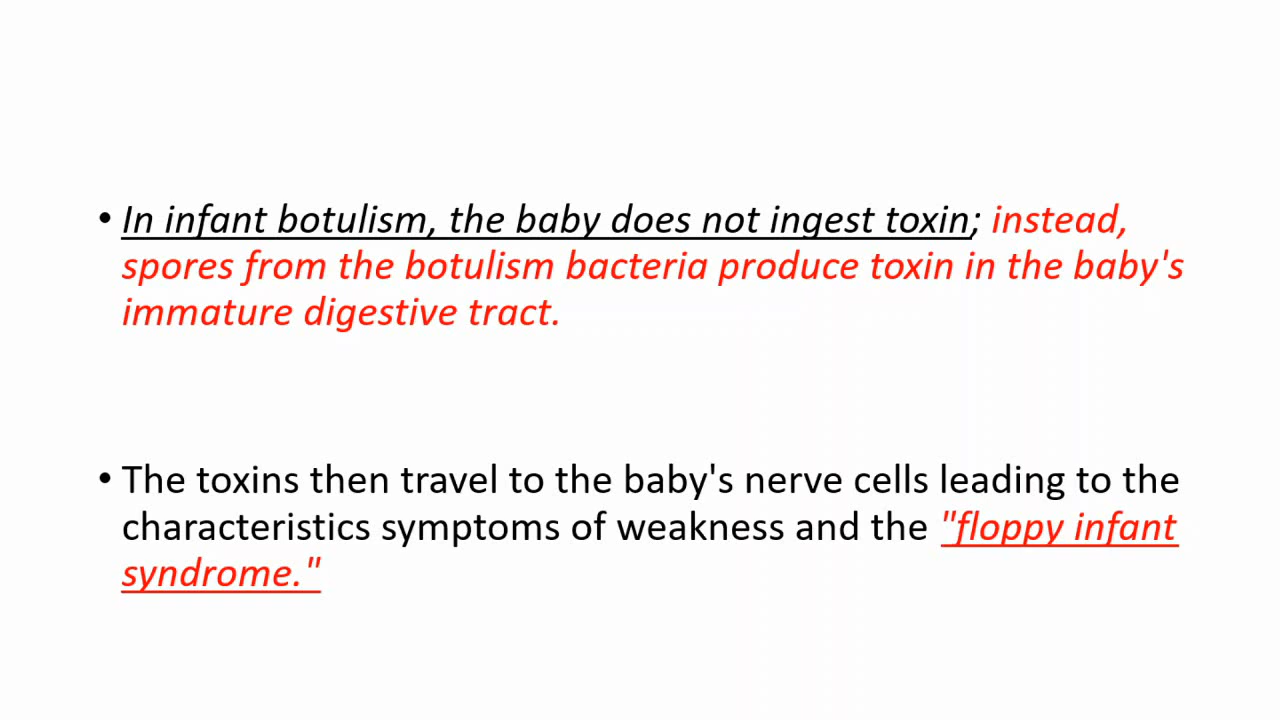 • In infant botulism, the baby does not ingest toxin; instead,
spores from the botulism bacteria produce toxin in the baby's
immature digestive tract.
• The toxins then travel to the baby's nerve cells leading to the
characteristics symptoms of weakness and the "floppy infant
syndrome."